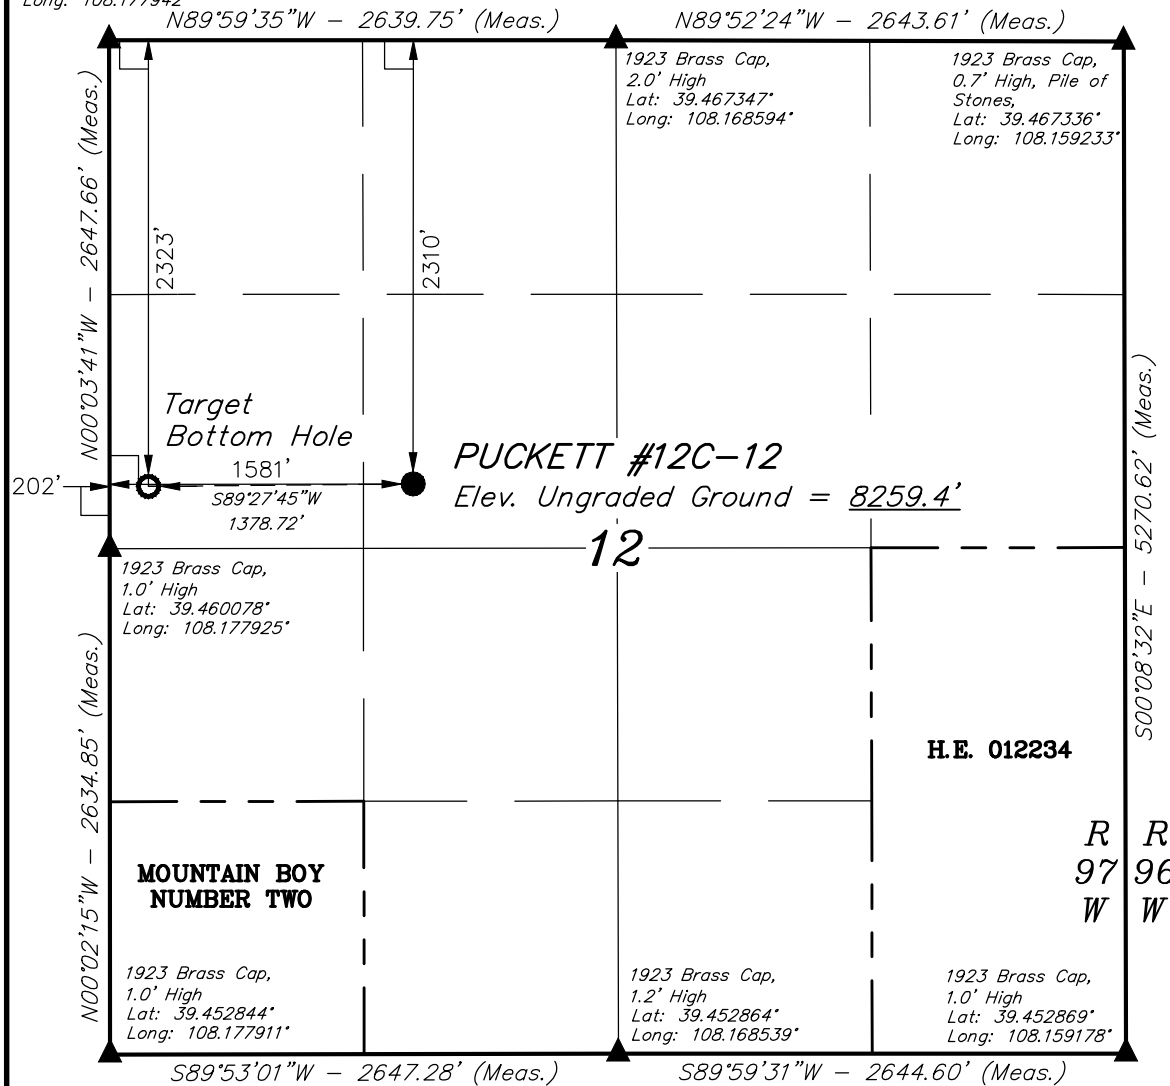 Long: 108.177942°
N89°59'35"W - 2639.75' (Meas.)
N89°52'24"W - 2643.61' (Meas.)
1923 Brass Cap,
2.0' High
Lat: 39.467347°
Long: 108.168594°
1923 Brass Cap,
0.7' High, Pile of
Stones,
Lat: 39.467336°
Long: 108.159233°
N00°03'41"W - 2647.66' (Meas.)
2323'
2310'
Target
Bottom Hole
1581'
S89°27'45"W
1378.72'
202'
PUCKETT #12C-12
Elev. Ungraded Ground = 8259.4'
12
1923 Brass Cap,
1.0' High
Lat: 39.460078°
Long: 108.177925°
S00°08'32"E - 5270.62' (Meas.)
N00°02'15"W - 2634.85' (Meas.)
H.E. 012234
MOUNTAIN BOY
NUMBER TWO
R R
97 96
W W
1923 Brass Cap,
1.0' High
Lat: 39.452844°
Long: 108.177911°
1923 Brass Cap,
1.2' High
Lat: 39.452864°
Long: 108.168539°
1923 Brass Cap,
1.0' High
Lat: 39.452869°
Long: 108.159178°
S89°53'01"W - 2647.28' (Meas.)
S89°59'31"W - 2644.60' (Meas.)